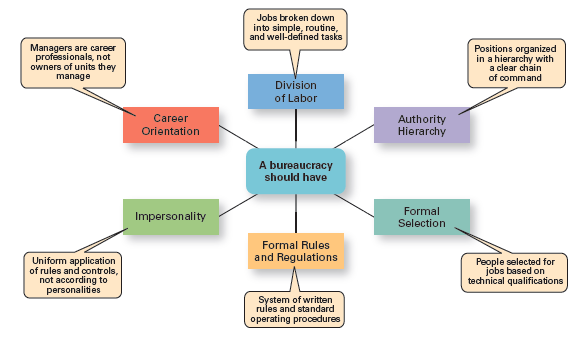 Jobs broken down
into simple, routine,
and well-defined tasks
Managers are career
professionals, not
owners of units they
manage
Positions organized
in a hierarchy with
a clear chain
of command
Division
of Labor
Career
Orientation
Authority
Hierarchy
A bureaucracy
should have
Impersonality
Formal
Selection
Formal Rules
and Regulations
Uniform application
of rules and controls,
not according to
personalities
People selected for
jobs based on
technical qualifications
System of written
rules and standard
operating procedures